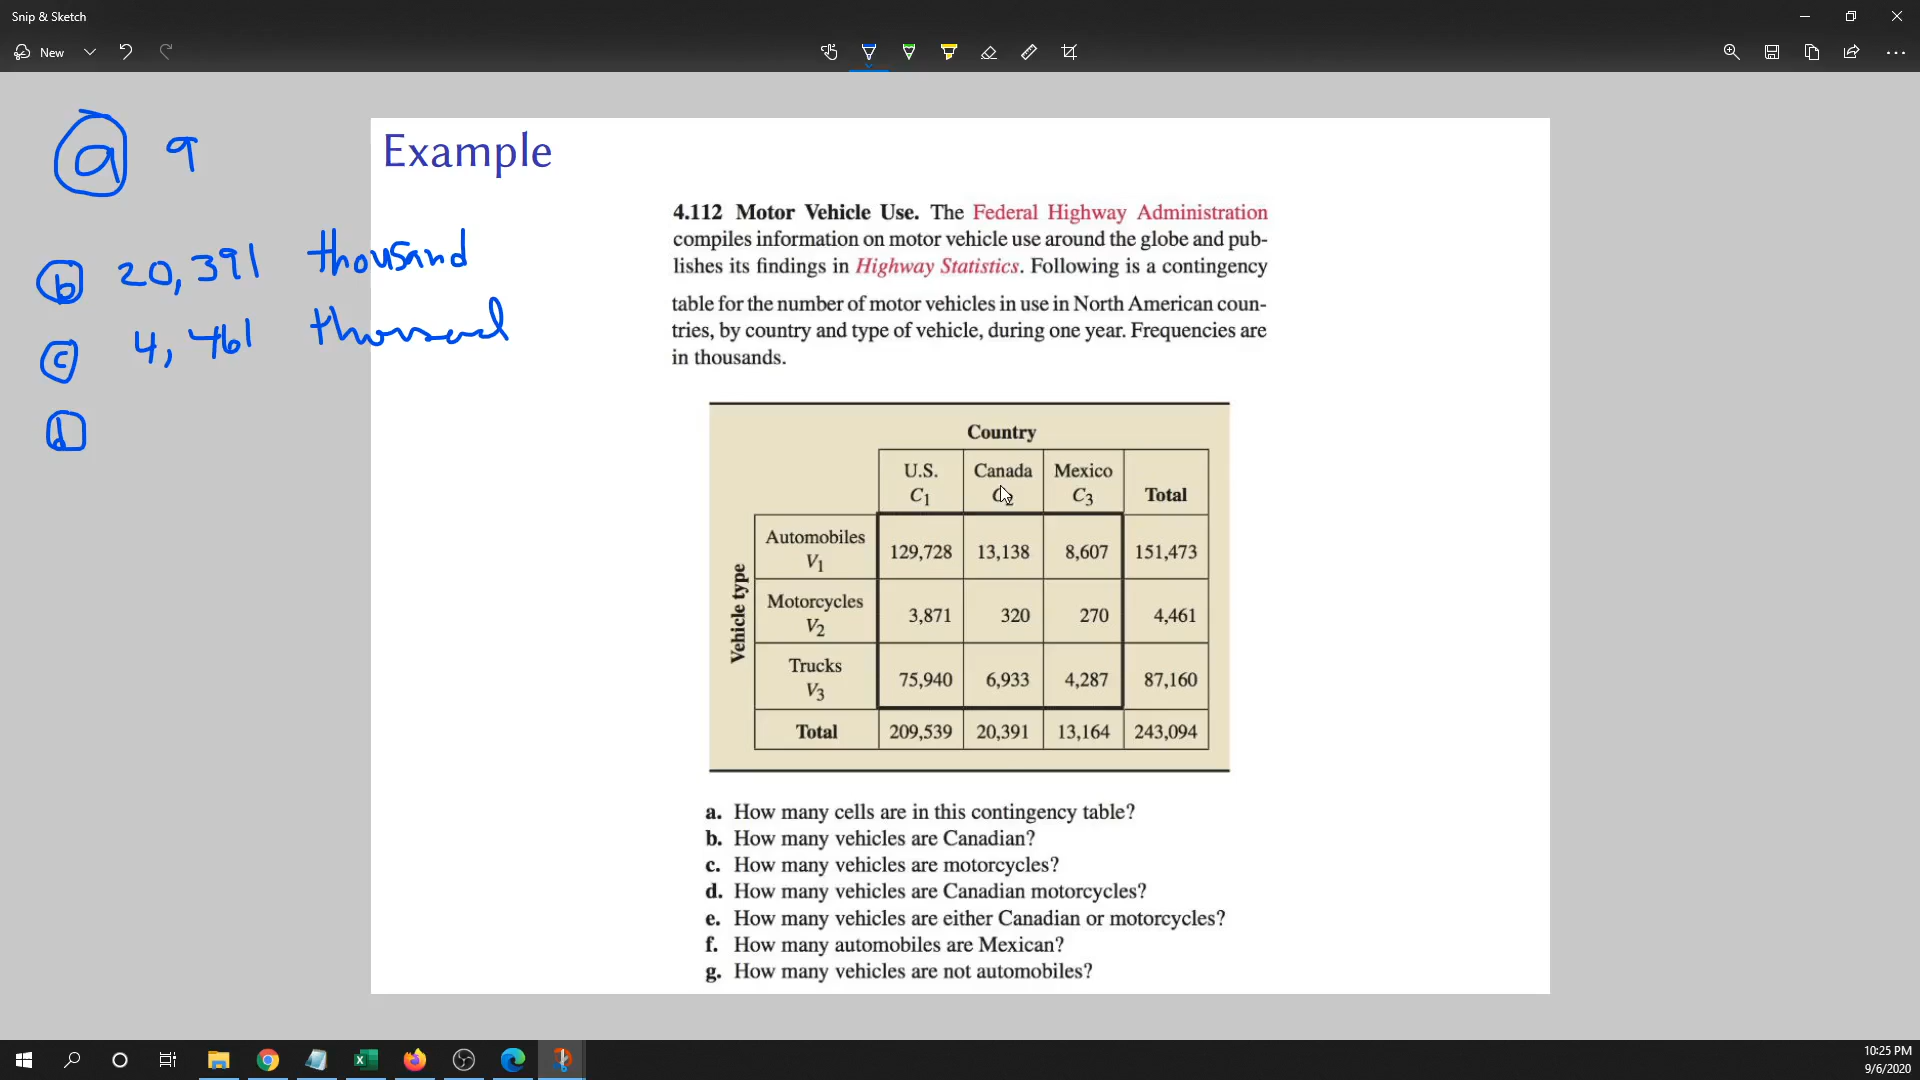 Snip & Sketch
New
a 9
b 20,391 thousand
c 4,461 thousand
d
Example
4.112 Motor Vehicle Use. The Federal Highway Administration
compiles information on motor vehicle use around the globe and pub-
lishes its findings in Highway Statistics. Following is a contingency
table for the number of motor vehicles in use in North American coun-
tries, by country and type of vehicle, during one year. Frequencies are
in thousands.
Country
U.S. Canada Mexico
C1 C2 C3 Total
Vehicle type
Automobiles
V1 129,728 13,138 8,607 151,473
Motorcycles
V2 3,871 320 270 4,461
Trucks
V3 75,940 6,933 4,287 87,160
Total 209,539 20,391 13,164 243,094
a. How many cells are in this contingency table?
b. How many vehicles are Canadian?
c. How many vehicles are motorcycles?
d. How many vehicles are Canadian motorcycles?
e. How many vehicles are either Canadian or motorcycles?
f. How many automobiles are Mexican?
g. How many vehicles are not automobiles?
10:25 PM
9/6/2020